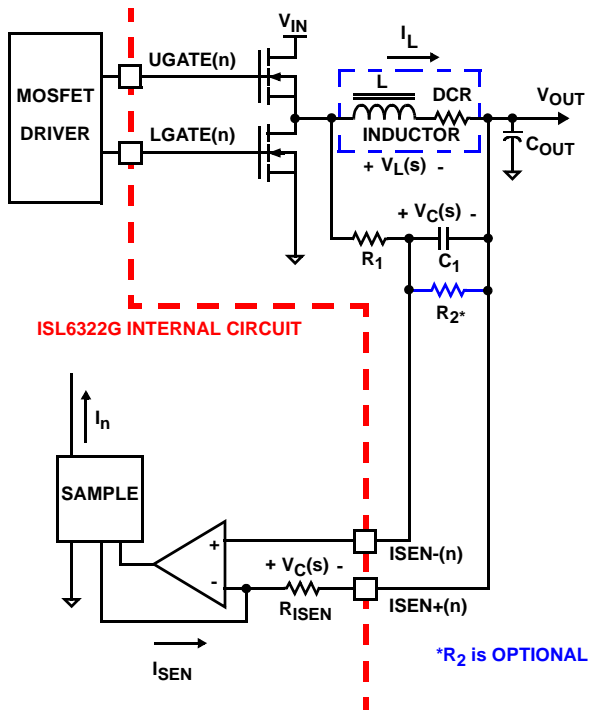 V_IN
I_L
UGATE(n)
MOSFET
DRIVER
L
DCR
V_OUT
LGATE(n)
INDUCTOR
C_OUT
+ V_L(s) -
+ V_C(s) -
R_1
C_1
R_2*
ISL6322G INTERNAL CIRCUIT
I_n
SAMPLE
+
-
ISEN-(n)
+ V_C(s) -
R_ISEN
ISEN+(n)
I_SEN
*R_2 is OPTIONAL